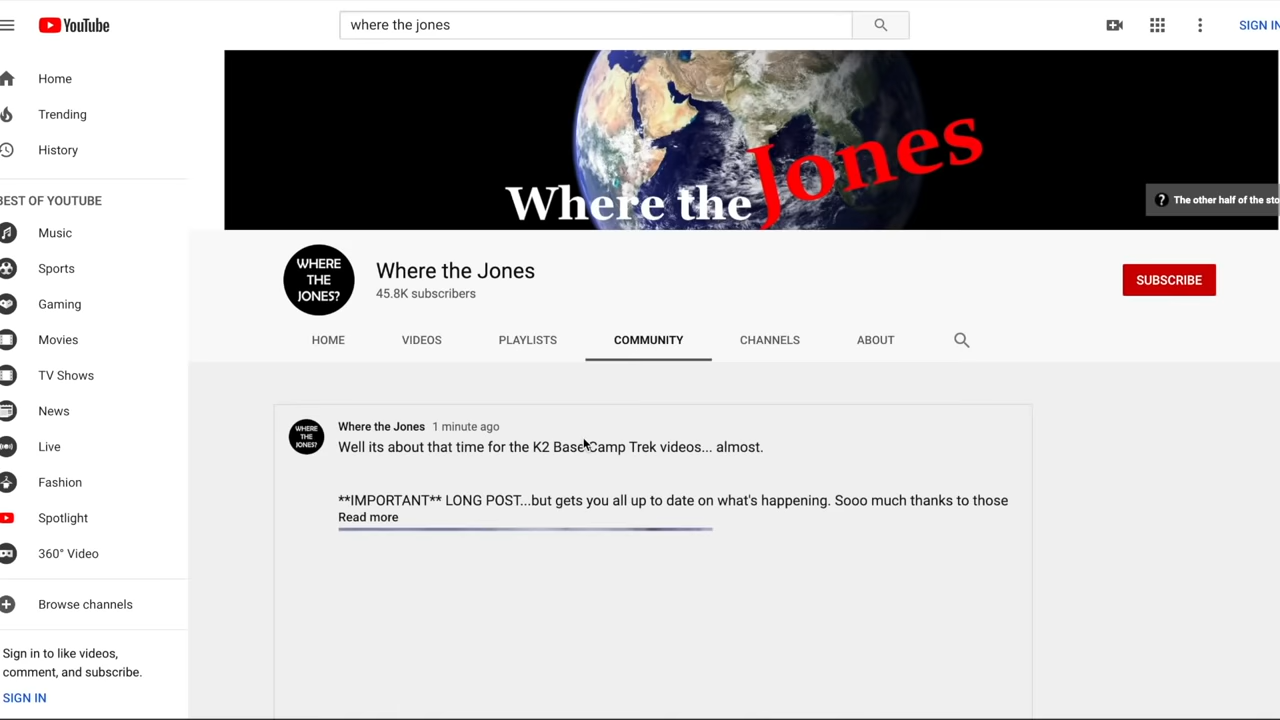 YouTube
where the jones
SIGN IN
Home
Trending
History
BEST OF YOUTUBE
Music
Sports
Gaming
Movies
TV Shows
News
Live
Fashion
Spotlight
360° Video
Browse channels
Sign in to like videos,
comment, and subscribe.
SIGN IN
Where the Jones
The other half of the sto
WHERE
THE
JONES?
Where the Jones
45.8K subscribers
SUBSCRIBE
HOME
VIDEOS
PLAYLISTS
COMMUNITY
CHANNELS
ABOUT
WHERE
THE
JONES?
Where the Jones 1 minute ago
Well its about that time for the K2 Base Camp Trek videos... almost.
**IMPORTANT** LONG POST...but gets you all up to date on what's happening. Sooo much thanks to those
Read more